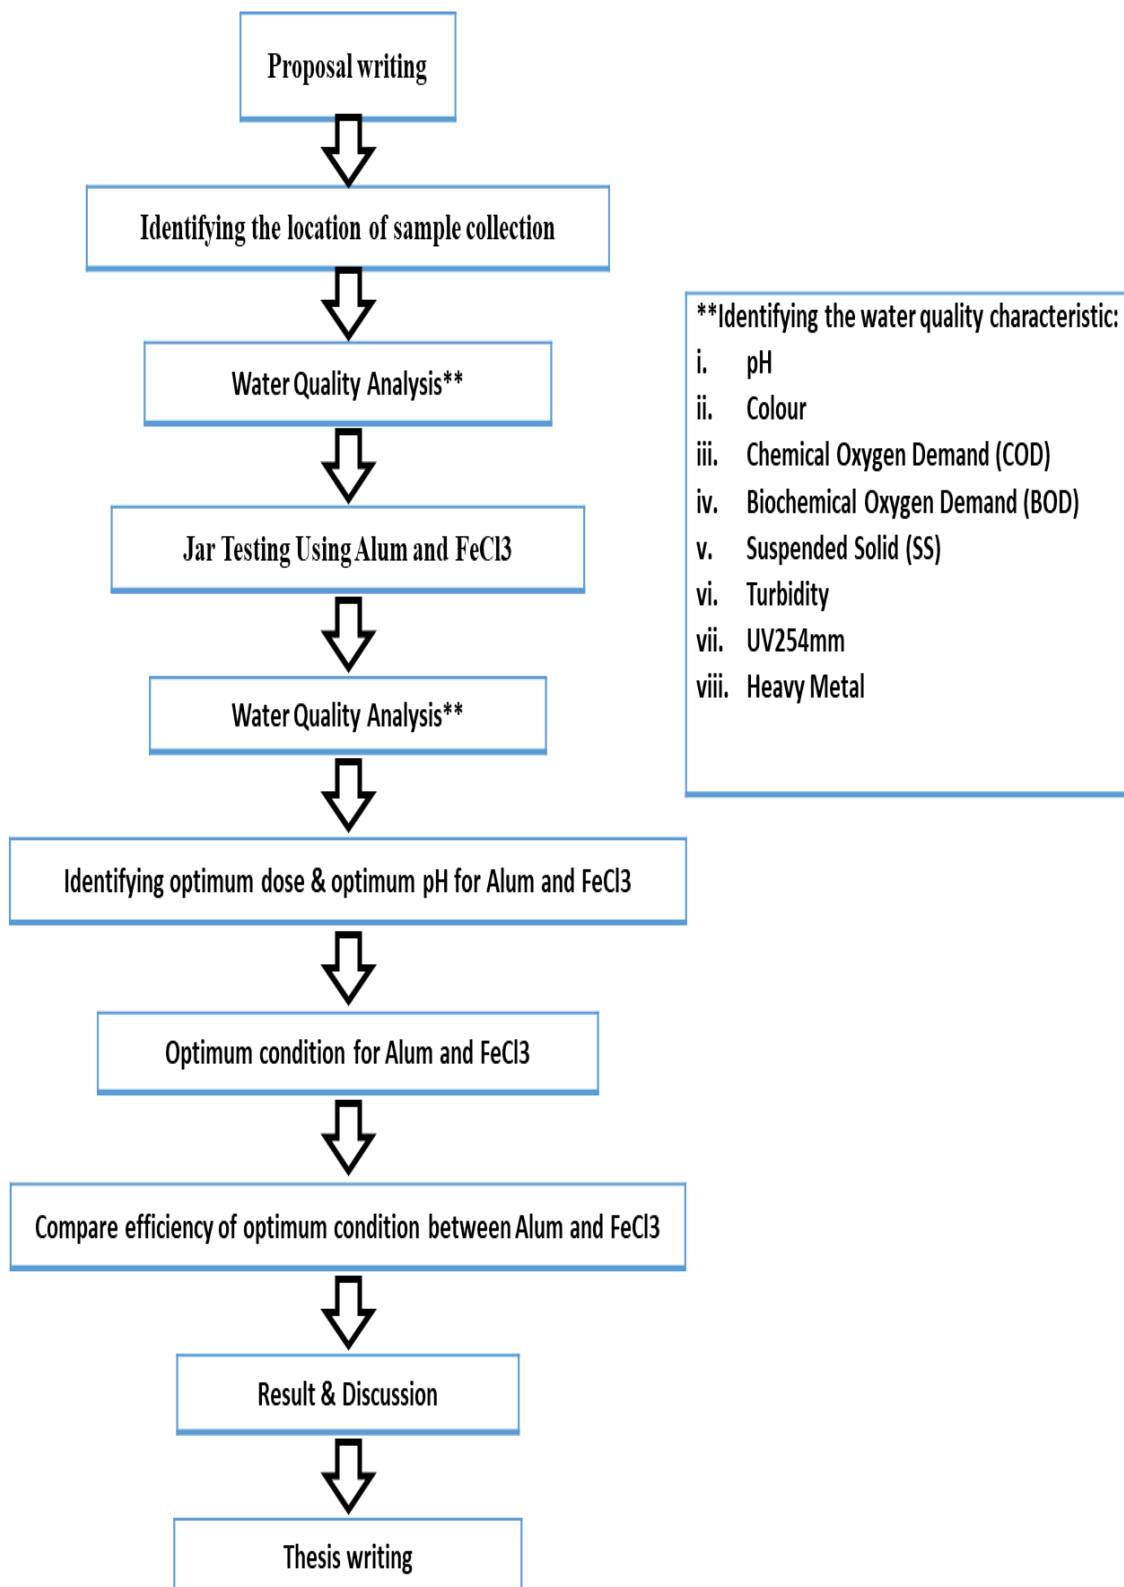 Proposal writing
Identifying the location of sample collection
Water Quality Analysis**
Jar Testing Using Alum and FeCl3
Water Quality Analysis**
Identifying optimum dose & optimum pH for Alum and FeCl3
Optimum condition for Alum and FeCl3
Compare efficiency of optimum condition between Alum and FeCl3
Result & Discussion
Thesis writing
**Identifying the water quality characteristic:
i. pH
ii. Colour
iii. Chemical Oxygen Demand (COD)
iv. Biochemical Oxygen Demand (BOD)
v. Suspended Solid (SS)
vi. Turbidity
vii. UV254mm
viii. Heavy Metal